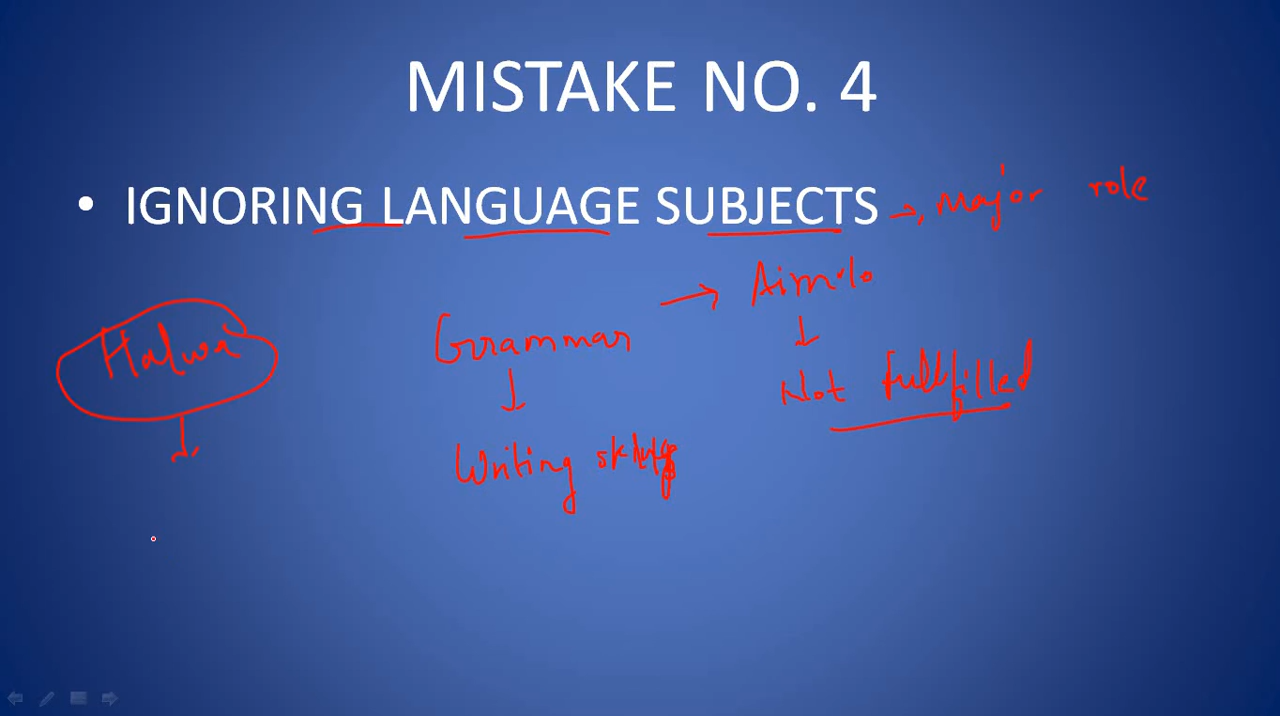 MISTAKE NO. 4
• IGNORING LANGUAGE SUBJECTS → Major role
Halwa
Grammar → Aim
Not Fullfilled
Writing